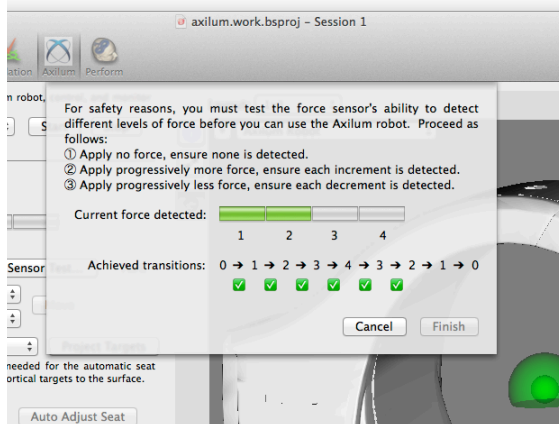 axilum.work.bsproj – Session 1
Axilum Perform
For safety reasons, you must test the force sensor's ability to detect
different levels of force before you can use the Axilum robot. Proceed as
follows:
① Apply no force, ensure none is detected.
② Apply progressively more force, ensure each increment is detected.
③ Apply progressively less force, ensure each decrement is detected.
Current force detected:
1 2 3 4
Achieved transitions: 0 ➔ 1 ➔ 2 ➔ 3 ➔ 4 ➔ 3 ➔ 2 ➔ 1 ➔ 0
Cancel Finish
robot,
Sensor
Project Targets
needed for the automatic seat
ortical targets to the surface.
Auto Adjust Seat